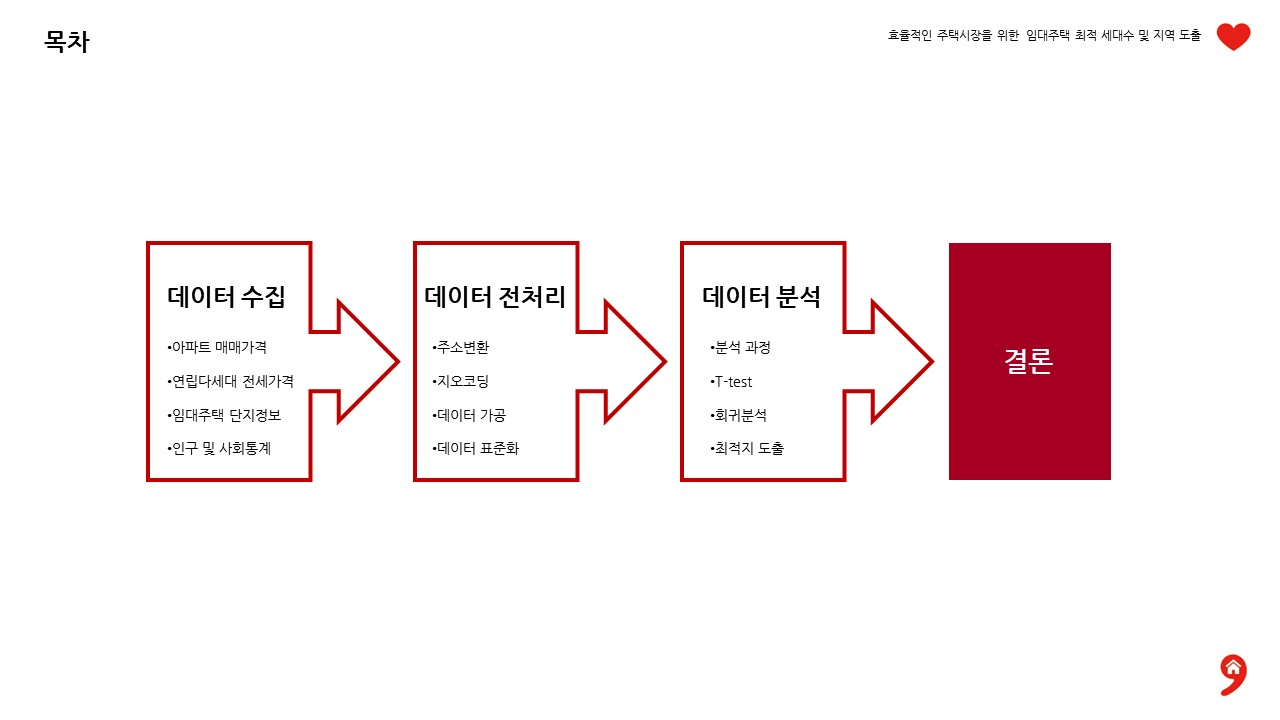 목차
효율적인 주택시장을 위한 임대주택 최적 세대수 및 지역 도출
데이터 수집
•아파트 매매가격
•연립다세대 전세가격
•임대주택 단지정보
•인구 및 사회통계
데이터 전처리
•주소변환
•지오코딩
•데이터 가공
•데이터 표준화
데이터 분석
•분석 과정
•T-test
•회귀분석
•최적지 도출
결론